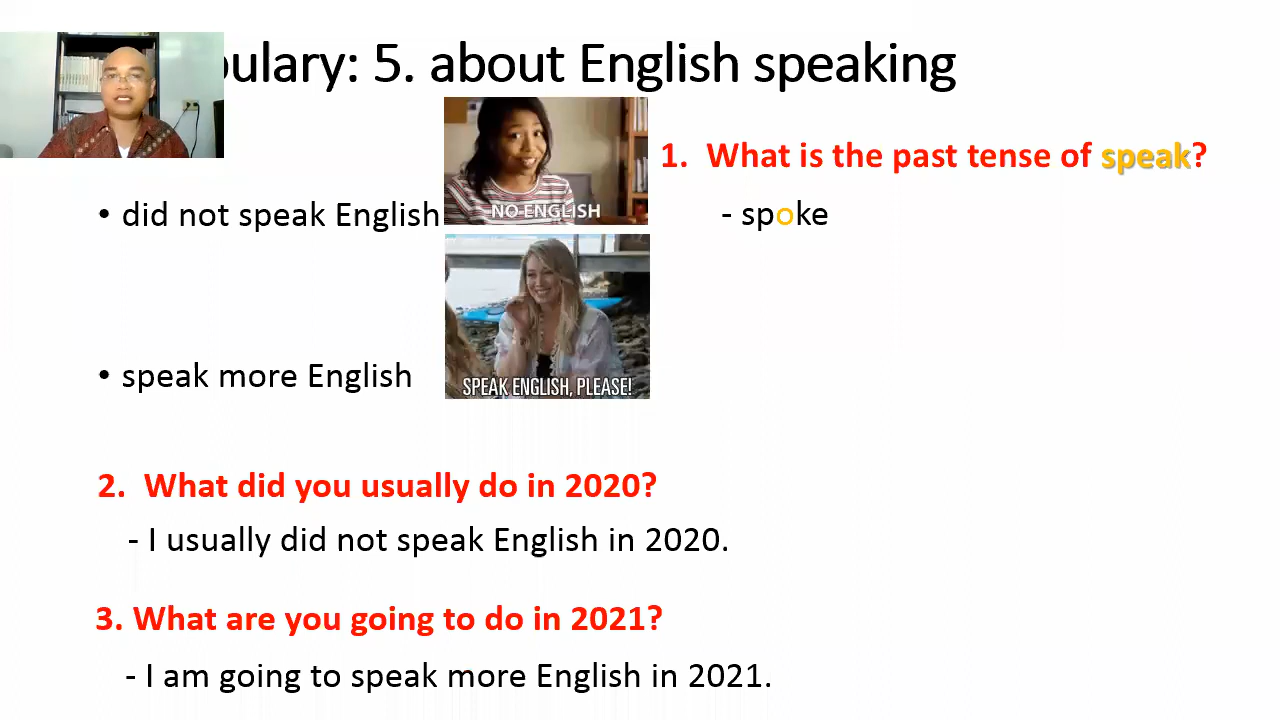 bulary: 5. about English speaking
NO ENGLISH
1. What is the past tense of speak?
• did not speak English
- spoke
• speak more English
SPEAK ENGLISH, PLEASE!
2. What did you usually do in 2020?
- I usually did not speak English in 2020.
3. What are you going to do in 2021?
- I am going to speak more English in 2021.